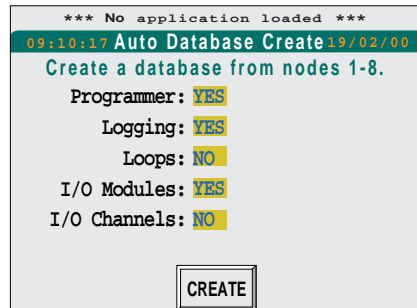 *** No application loaded ***
09:10:17 Auto Database Create 19/02/00
Create a database from nodes 1-8.
Programmer: YES
Logging: YES
Loops: NO
I/O Modules: YES
I/O Channels: NO
CREATE